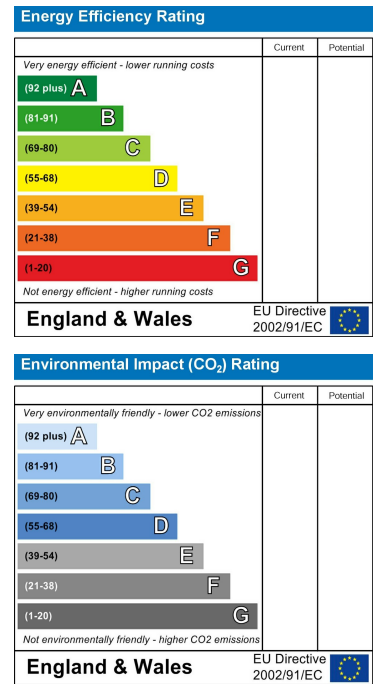 Energy Efficiency Rating
Current Potential
Very energy efficient - lower running costs
(92 plus) A
(81-91) B
(69-80) C
(55-68) D
(39-54) E
(21-38) F
(1-20) G
Not energy efficient - higher running costs
England & Wales
EU Directive
2002/91/EC
Environmental Impact (CO₂) Rating
Current Potential
Very environmentally friendly - lower CO2 emissions
(92 plus) A
(81-91) B
(69-80) C
(55-68) D
(39-54) E
(21-38) F
(1-20) G
Not environmentally friendly - higher CO2 emissions
England & Wales
EU Directive
2002/91/EC